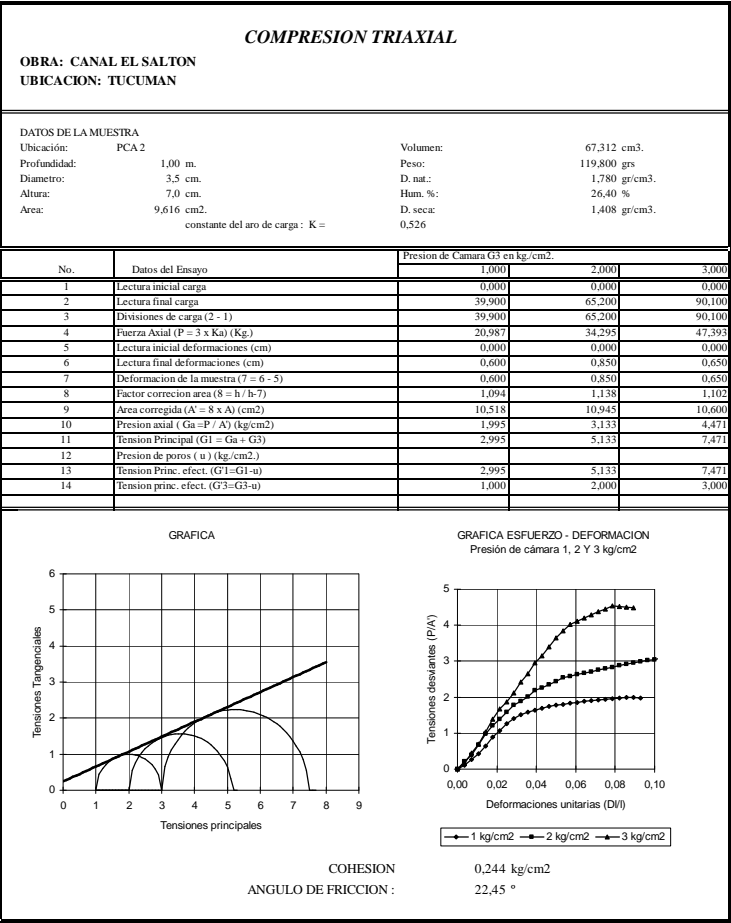 COMPRESION TRIAXIAL
OBRA: CANAL EL SALTON
UBICACION: TUCUMAN
DATOS DE LA MUESTRA
Ubicación: PCA 2 Volumen: 67,312 cm3.
Profundidad: 1,00 m. Peso: 119,800 grs
Diametro: 3,5 cm. D. nat.: 1,780 gr/cm3.
Altura: 7,0 cm. Hum. %: 26,40 %
Area: 9,616 cm2. D. seca: 1,408 gr/cm3.
constante del aro de carga : K = 0,526
Presion de Camara G3 en kg./cm2.
No. Datos del Ensayo 1,000 2,000 3,000
1 Lectura inicial carga 0,000 0,000 0,000
2 Lectura final carga 39,900 65,200 90,100
3 Divisiones de carga (2 - 1) 39,900 65,200 90,100
4 Fuerza Axial (P = 3 x Ka) (Kg.) 20,987 34,295 47,393
5 Lectura inicial deformaciones (cm) 0,000 0,000 0,000
6 Lectura final deformaciones (cm) 0,600 0,850 0,650
7 Deformacion de la muestra (7 = 6 - 5) 0,600 0,850 0,650
8 Factor correcion area (8 = h / h-7) 1,094 1,138 1,102
9 Area corregida (A' = 8 x A) (cm2) 10,518 10,945 10,600
10 Presion axial ( Ga =P / A') (kg/cm2) 1,995 3,133 4,471
11 Tension Principal (G1 = Ga + G3) 2,995 5,133 7,471
12 Presion de poros ( u ) (kg./cm2.)
13 Tension Princ. efect. (G'1=G1-u) 2,995 5,133 7,471
14 Tension princ. efect. (G'3=G3-u) 1,000 2,000 3,000
GRAFICA
6
5
4
3
2
1
0
Tensiones Tangenciales
0 1 2 3 4 5 6 7 8 9
Tensiones principales
GRAFICA ESFUERZO - DEFORMACION
Presión de cámara 1, 2 Y 3 kg/cm2
5
4
3
2
1
0
Tensiones desviantes (P/A')
0,00 0,02 0,04 0,06 0,08 0,10
Deformaciones unitarias (Dl/l)
1 kg/cm2 2 kg/cm2 3 kg/cm2
COHESION 0,244 kg/cm2
ANGULO DE FRICCION : 22,45 º